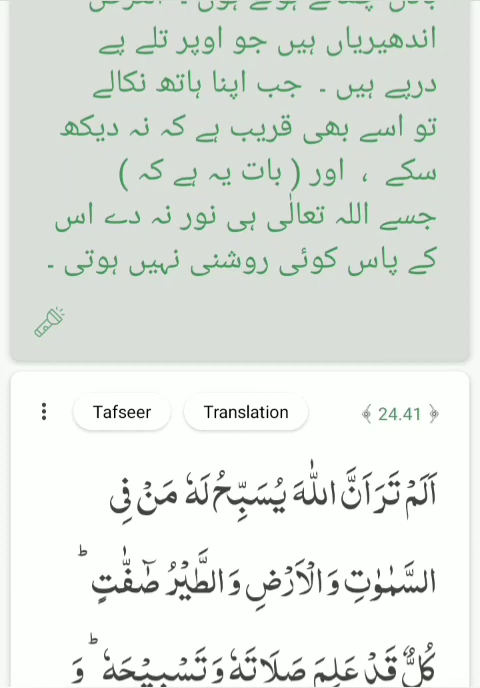 اندھیریاں ہیں جو اوپر تلے پے
درپے ہیں ۔ جب اپنا ہاتھ نکالے
تو اسے بھی قریب ہے کہ نہ دیکھ
سکے ، اور ( بات یہ ہے کہ )
جسے اللہ تعالٰی ہی نور نہ دے اس
کے پاس کوئی روشنی نہیں ہوتی ۔
Tafseer Translation ﴾ 24.41 ﴿
اَلَمۡ تَرَ اَنَّ اللّٰهَ يُسَبِّحُ لَهٗ مَنۡ فِى
السَّمٰوٰتِ وَالۡاَرۡضِ وَالطَّيۡرُ صٰٓفّٰتٍ‌ؕ
كُلٌّ قَدۡ عَلِمَ صَلَاتَهٗ وَتَسۡبِيۡحَهٗ‌ؕ وَ